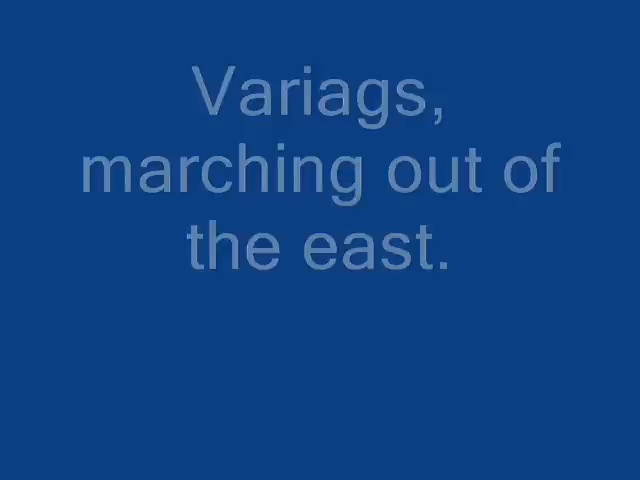 Variags,
marching out of
the east.